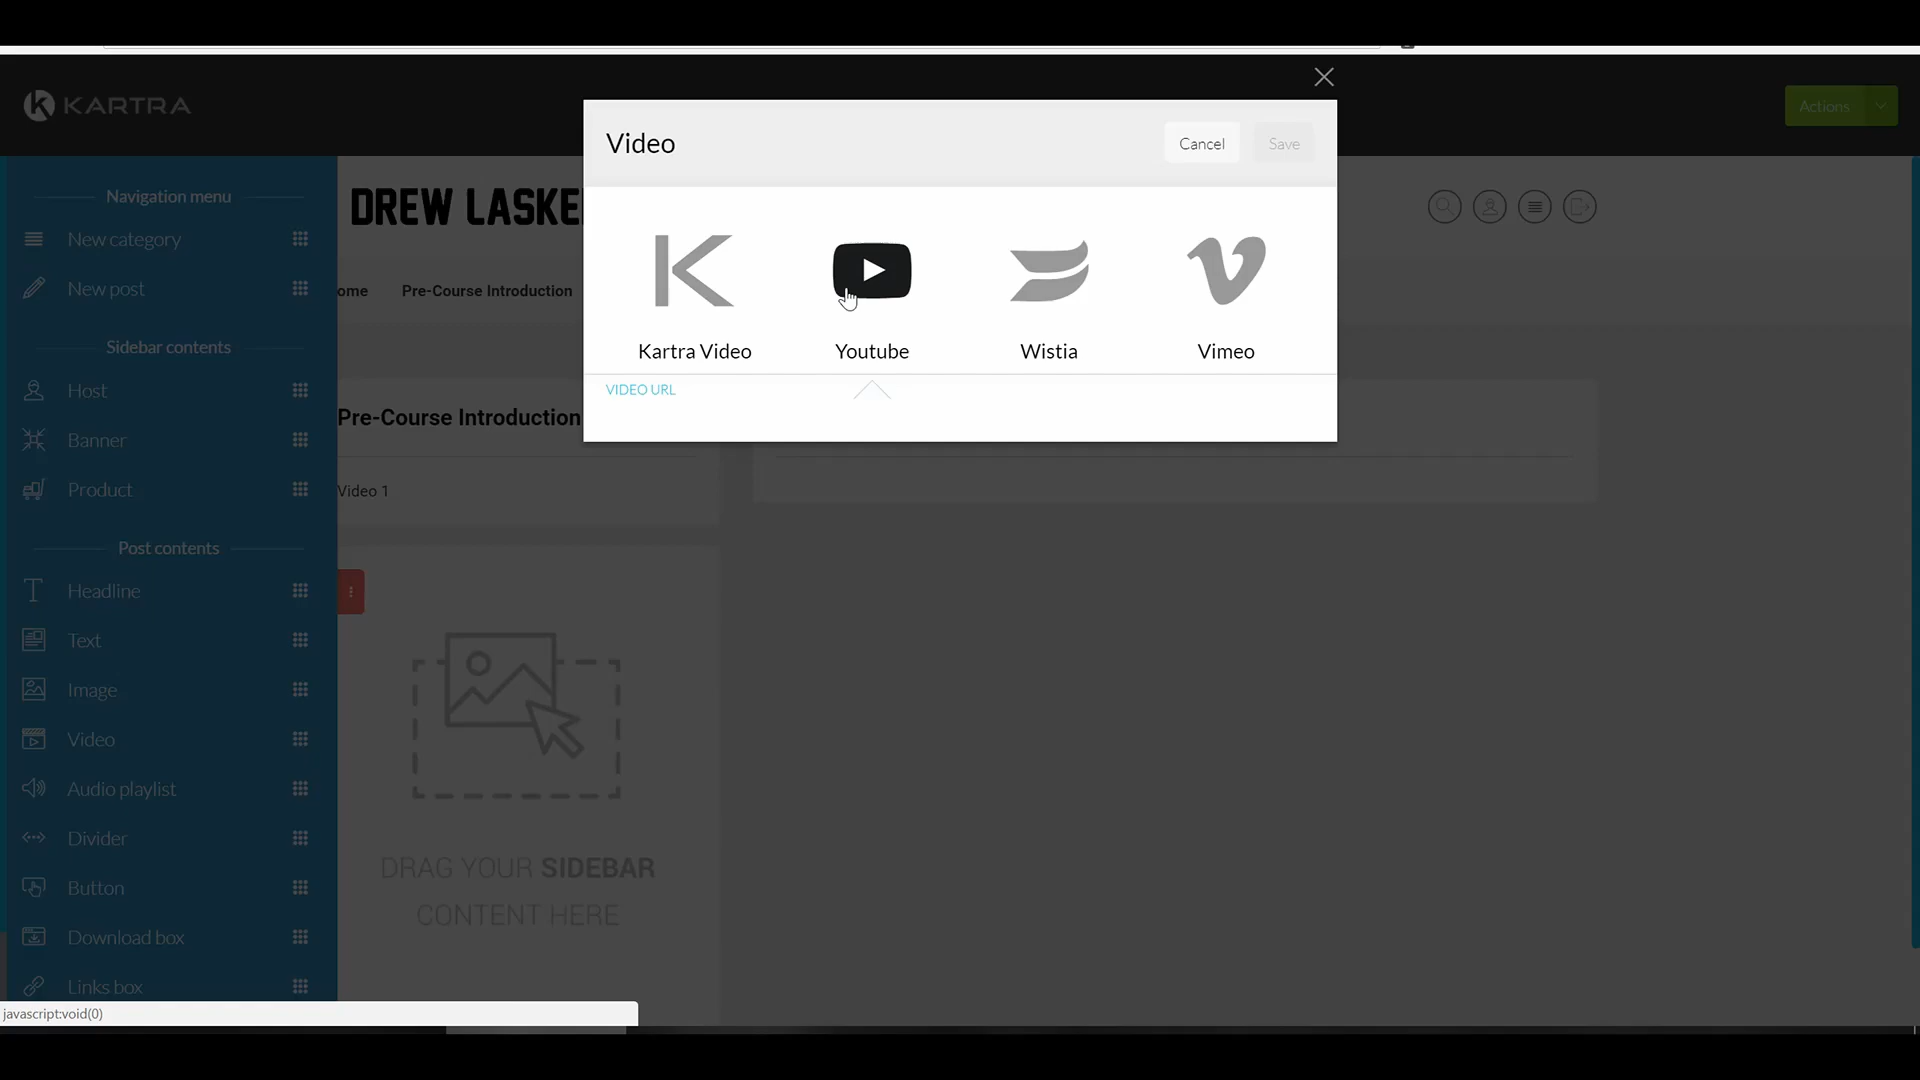 KARTRA
Actions
Video
Cancel
Save
Navigation menu
New category
New post
DREW LASKE
ome
Pre-Course Introduction
Kartra Video
Youtube
Wistia
Vimeo
VIDEO URL
Sidebar contents
Host
Banner
Product
Pre-Course Introduction
Video 1
Post contents
Headline
Text
Image
Video
Audio playlist
Divider
Button
Download box
Links box
DRAG YOUR SIDEBAR
CONTENT HERE
javascript:void(0)